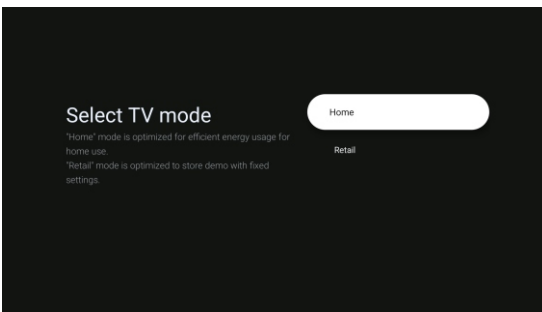 Select TV mode
"Home" mode is optimized for efficient energy usage for
home use.
"Retail" mode is optimized to store demo with fixed
settings.
Home
Retail